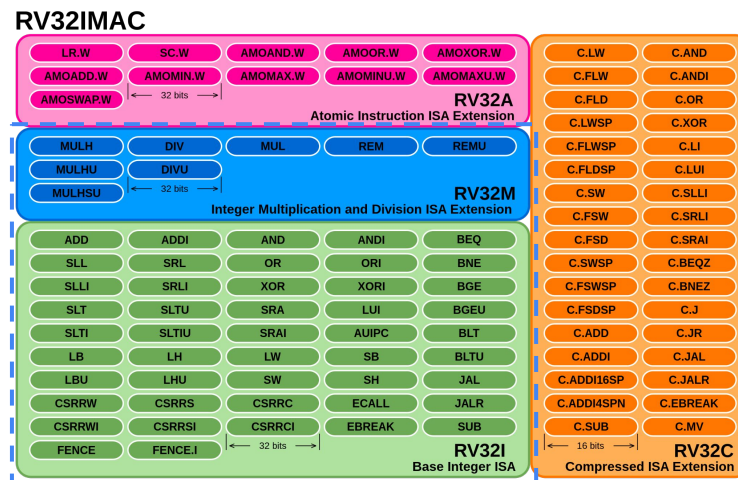 RV32IMAC
LR.W SC.W AMOAND.W AMOOR.W AMOXOR.W
AMOADD.W AMOMIN.W AMOMAX.W AMOMINU.W AMOMAXU.W
AMOSWAP.W 32 bits
RV32A
Atomic Instruction ISA Extension
MULH DIV MUL REM REMU
MULHU DIVU
MULHSU 32 bits
RV32M
Integer Multiplication and Division ISA Extension
ADD ADDI AND ANDI BEQ
SLL SRL OR ORI BNE
SLLI SRLI XOR XORI BGE
SLT SLTU SRA LUI BGEU
SLTI SLTIU SRAI AUIPC BLT
LB LH LW SB BLTU
LBU LHU SW SH JAL
CSRRW CSRRS CSRRC ECALL JALR
CSRRWI CSRRSI CSRRCI EBREAK SUB
FENCE FENCE.I 32 bits
RV32I
Base Integer ISA
C.LW C.AND
C.FLW C.ANDI
C.FLD C.OR
C.LWSP C.XOR
C.FLWSP C.LI
C.FLDSP C.LUI
C.SW C.SLLI
C.FSW C.SRLI
C.FSD C.SRAI
C.SWSP C.BEQZ
C.FSWSP C.BNEZ
C.FSDSP C.J
C.ADD C.JR
C.ADDI C.JAL
C.ADDI16SP C.JALR
C.ADDI4SPN C.EBREAK
C.SUB C.MV
16 bits
RV32C
Compressed ISA Extension